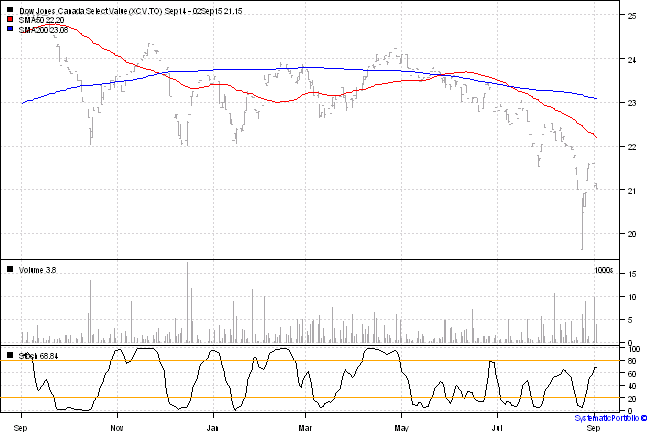 Dow Jones Canada Select Value (XCV.TO) Sep14 - 02Sep15 21.15
SMA50 22.20
SMA200 23.08
25
24
23
22
21
20
Volume 3.8
1000s
15
10
5
0
StDsh 68.84
100
80
60
40
20
0
Sep
Nov
Jan
Mar
May
Jul
Sep
SystematicPortfolio ©